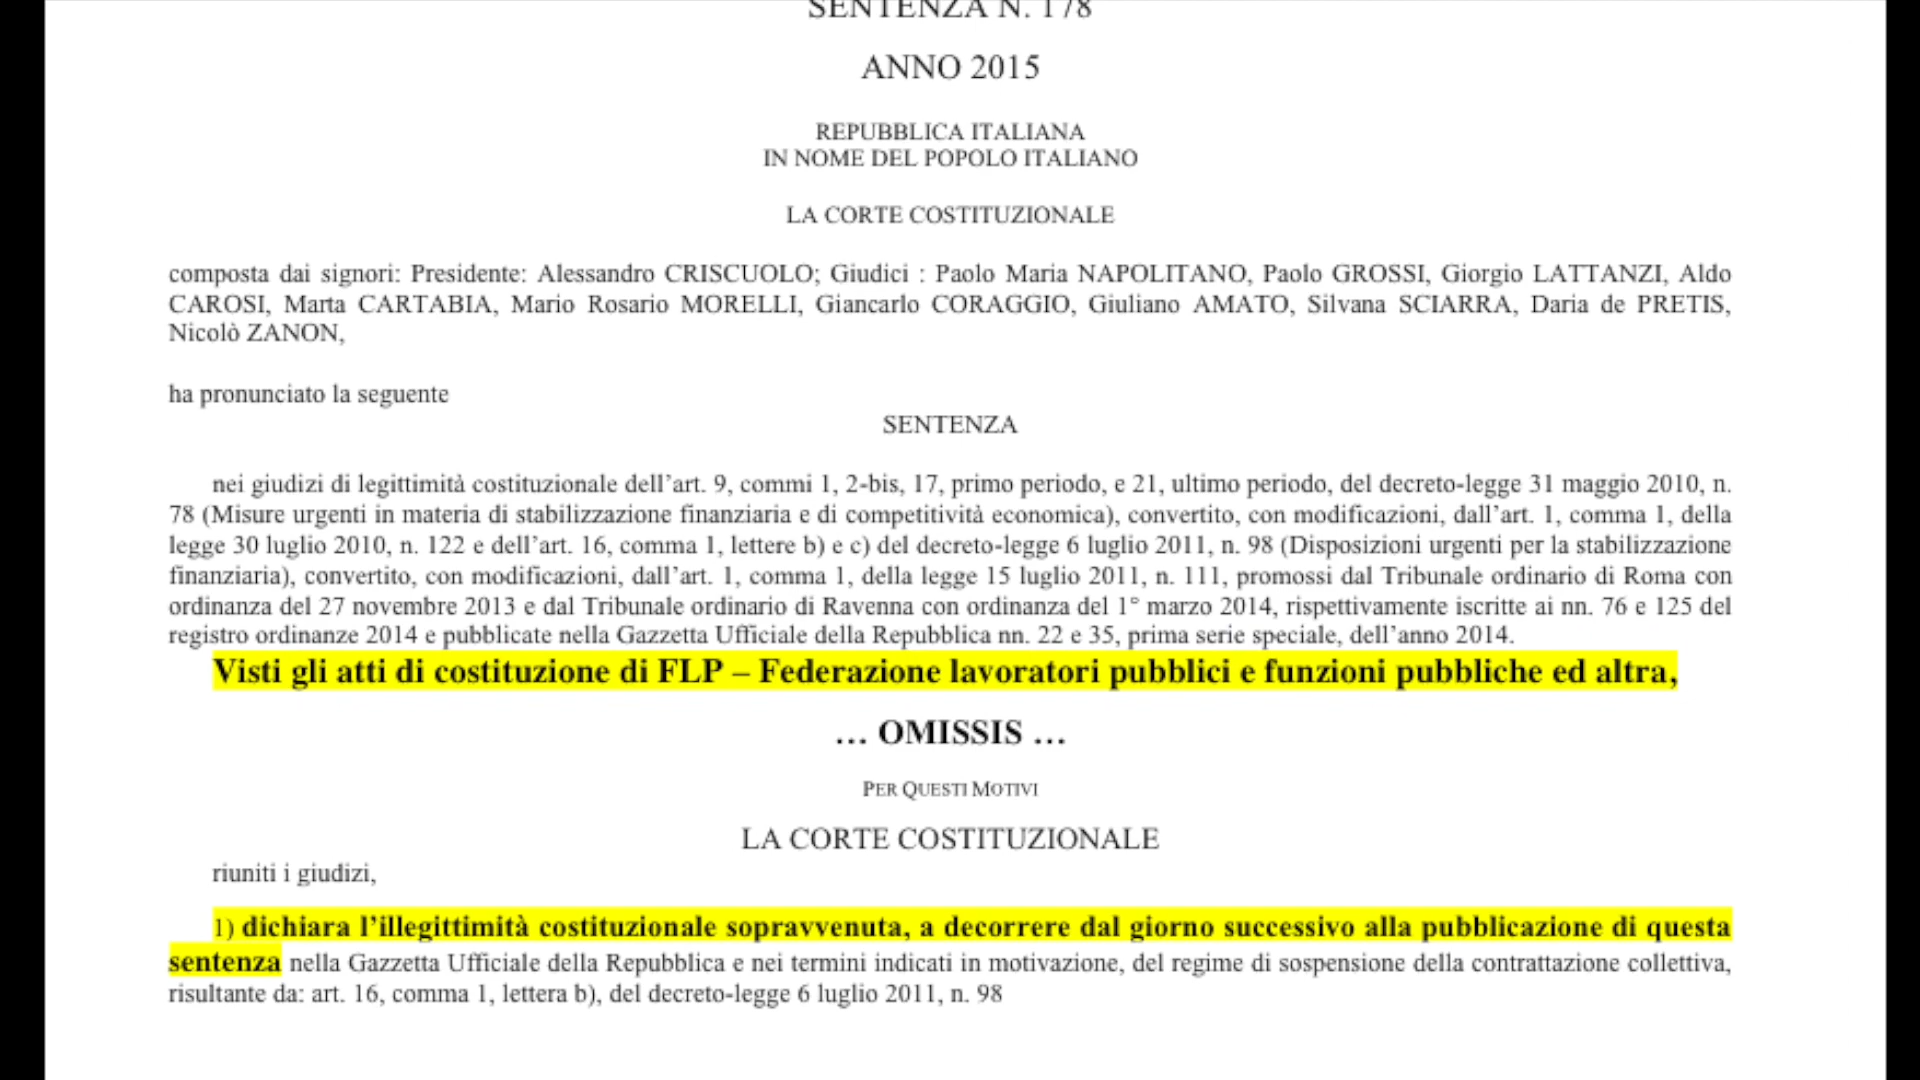 SENTENZA N. 178
ANNO 2015
REPUBBLICA ITALIANA
IN NOME DEL POPOLO ITALIANO
LA CORTE COSTITUZIONALE
composta dai signori: Presidente: Alessandro CRISCUOLO; Giudici : Paolo Maria NAPOLITANO, Paolo GROSSI, Giorgio LATTANZI, Aldo
CAROSI, Marta CARTABIA, Mario Rosario MORELLI, Giancarlo CORAGGIO, Giuliano AMATO, Silvana SCIARRA, Daria de PRETIS,
Nicolò ZANON,
ha pronunciato la seguente
SENTENZA
nei giudizi di legittimità costituzionale dell’art. 9, commi 1, 2-bis, 17, primo periodo, e 21, ultimo periodo, del decreto-legge 31 maggio 2010, n.
78 (Misure urgenti in materia di stabilizzazione finanziaria e di competitività economica), convertito, con modificazioni, dall’art. 1, comma 1, della
legge 30 luglio 2010, n. 122 e dell’art. 16, comma 1, lettere b) e c) del decreto-legge 6 luglio 2011, n. 98 (Disposizioni urgenti per la stabilizzazione
finanziaria), convertito, con modificazioni, dall’art. 1, comma 1, della legge 15 luglio 2011, n. 111, promossi dal Tribunale ordinario di Roma con
ordinanza del 27 novembre 2013 e dal Tribunale ordinario di Ravenna con ordinanza del 1° marzo 2014, rispettivamente iscritte ai nn. 76 e 125 del
registro ordinanze 2014 e pubblicate nella Gazzetta Ufficiale della Repubblica nn. 22 e 35, prima serie speciale, dell’anno 2014.
Visti gli atti di costituzione di FLP – Federazione lavoratori pubblici e funzioni pubbliche ed altra,
… OMISSIS …
PER QUESTI MOTIVI
LA CORTE COSTITUZIONALE
riuniti i giudizi,
1) dichiara l’illegittimità costituzionale sopravvenuta, a decorrere dal giorno successivo alla pubblicazione di questa
sentenza nella Gazzetta Ufficiale della Repubblica e nei termini indicati in motivazione, del regime di sospensione della contrattazione collettiva,
risultante da: art. 16, comma 1, lettera b), del decreto-legge 6 luglio 2011, n. 98